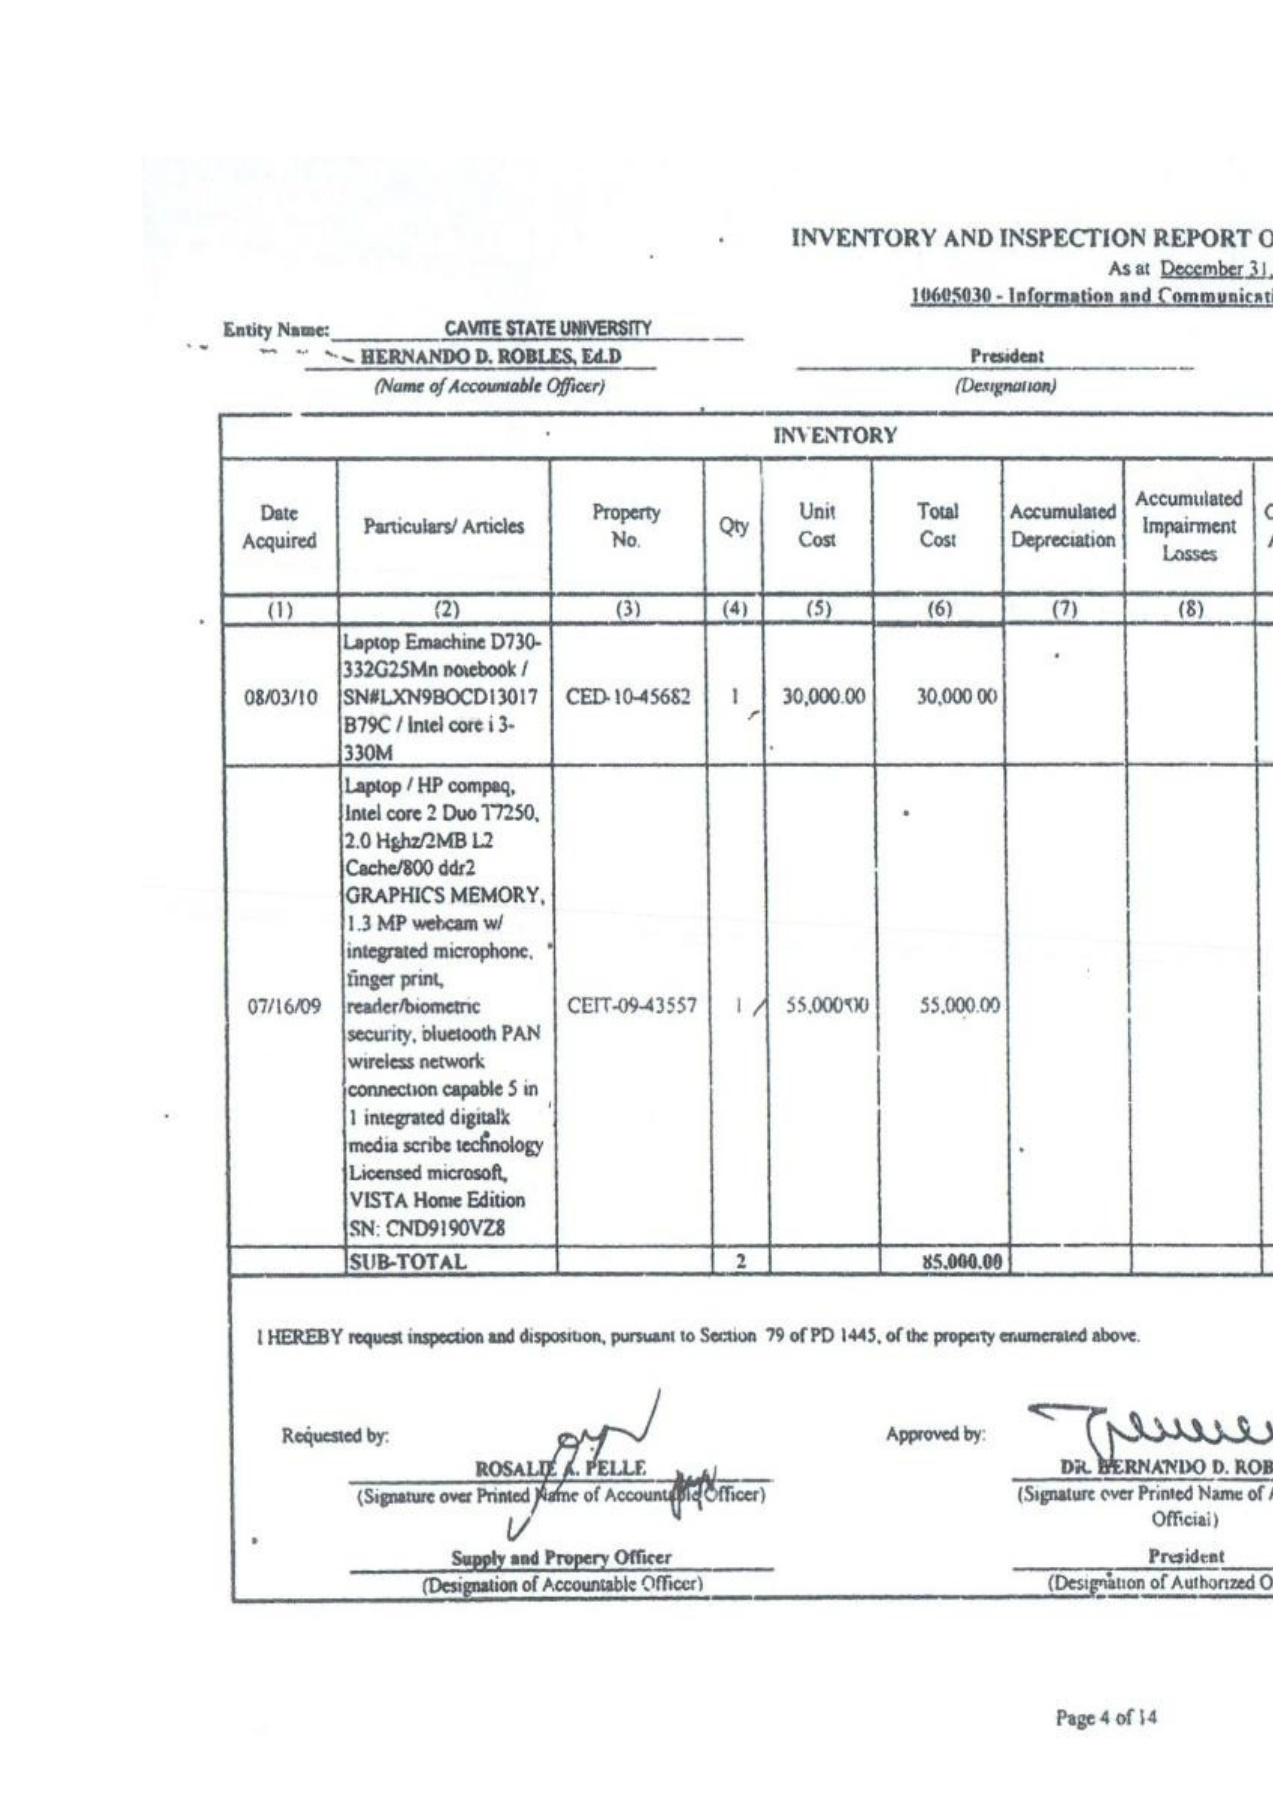 INVENTORY AND INSPECTION REPORT O
As at December 31,
10605030 - Information and Communicati
Entity Name: CAVITE STATE UNIVERSITY
HERNANDO D. ROBLES, Ed.D President
(Name of Accountable Officer) (Designation)
INVENTORY
Date Acquired Particulars/ Articles Property No. Qty Unit Cost Total Cost Accumulated Depreciation Accumulated Impairment Losses
(1) (2) (3) (4) (5) (6) (7) (8)
Laptop Emachine D730-
332G25Mn notebook /
08/03/10 SN#LXN9BOCD13017 CED-10-45682 1 30,000.00 30,000 00
B79C / Intel core i 3-
330M
Laptop / HP compaq,
Intel core 2 Duo T7250,
2.0 Hghz/2MB L2
Cache/800 ddr2
GRAPHICS MEMORY,
1.3 MP webcam w/
integrated microphone,
finger print,
07/16/09 reader/biometric CEIT-09-43557 1 55,000.00 55,000.00
security, bluetooth PAN
wireless network
connection capable 5 in
1 integrated digitalk
media scribe technology
Licensed microsoft,
VISTA Home Edition
SN: CND9190VZ8
SUB-TOTAL 2 85,000.00
I HEREBY request inspection and disposition, pursuant to Section 79 of PD 1445, of the property enumerated above.
Requested by: Approved by:
ROSALIE A. PELLE DR. HERNANDO D. ROB
(Signature over Printed Name of Accountable Officer) (Signature over Printed Name of A
Official)
Supply and Propery Officer President
(Designation of Accountable Officer) (Designation of Authorized O
Page 4 of 14